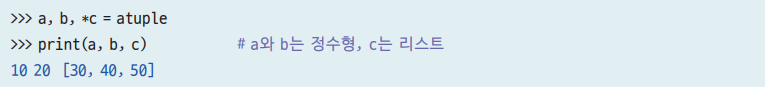 >>> a, b, *c = atuple
>>> print(a, b, c) # a와 b는 정수형, c는 리스트
10 20 [30, 40, 50]